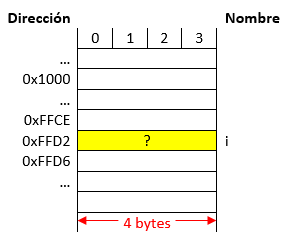 Dirección Nombre
0 1 2 3
...
0x1000
...
0xFFCE
0xFFD2 ? i
0xFFD6
...
4 bytes